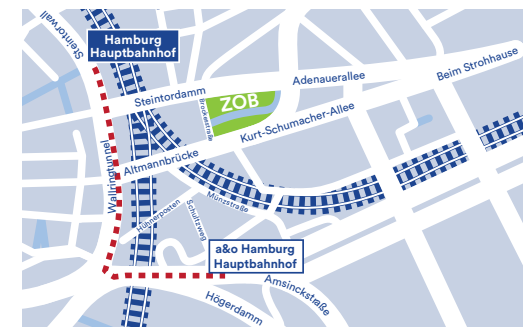 Steintorwall
Hamburg
Hauptbahnhof
Steintordamm
Adenauerallee
Beim Strohhause
ZOB
Brockesstraße
Kurt-Schumacher-Allee
Wallringtunnel
Altmannbrücke
Münzstraße
Hühnerposten
Schultzweg
a&o Hamburg
Hauptbahnhof
Amsinckstraße
Högerdamm